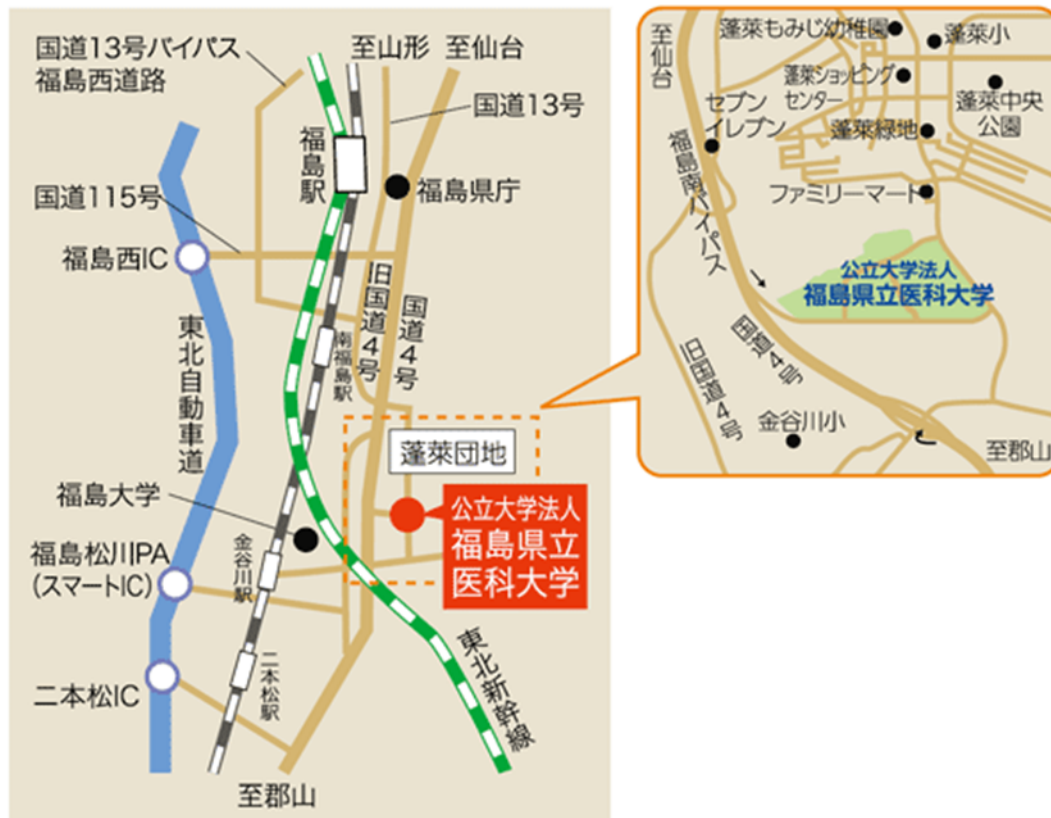 国道13号バイパス
福島西道路
至山形
至仙台
国道13号
福島駅
福島県庁
国道115号
福島西IC
旧国道4号
国道4号
東北自動車道
南福島駅
蓬萊団地
福島大学
公立大学法人
福島県立
医科大学
福島松川PA
(スマートIC)
金谷川駅
二本松IC
二本松駅
東北新幹線
至郡山
至仙台
蓬萊もみじ幼稚園
蓬萊小
蓬萊ショッピング
センター
蓬萊中央
公園
セブン
イレブン
蓬萊緑地
福島南バイパス
ファミリーマート
公立大学法人
福島県立医科大学
国道4号
旧国道4号
金谷川小
至郡山